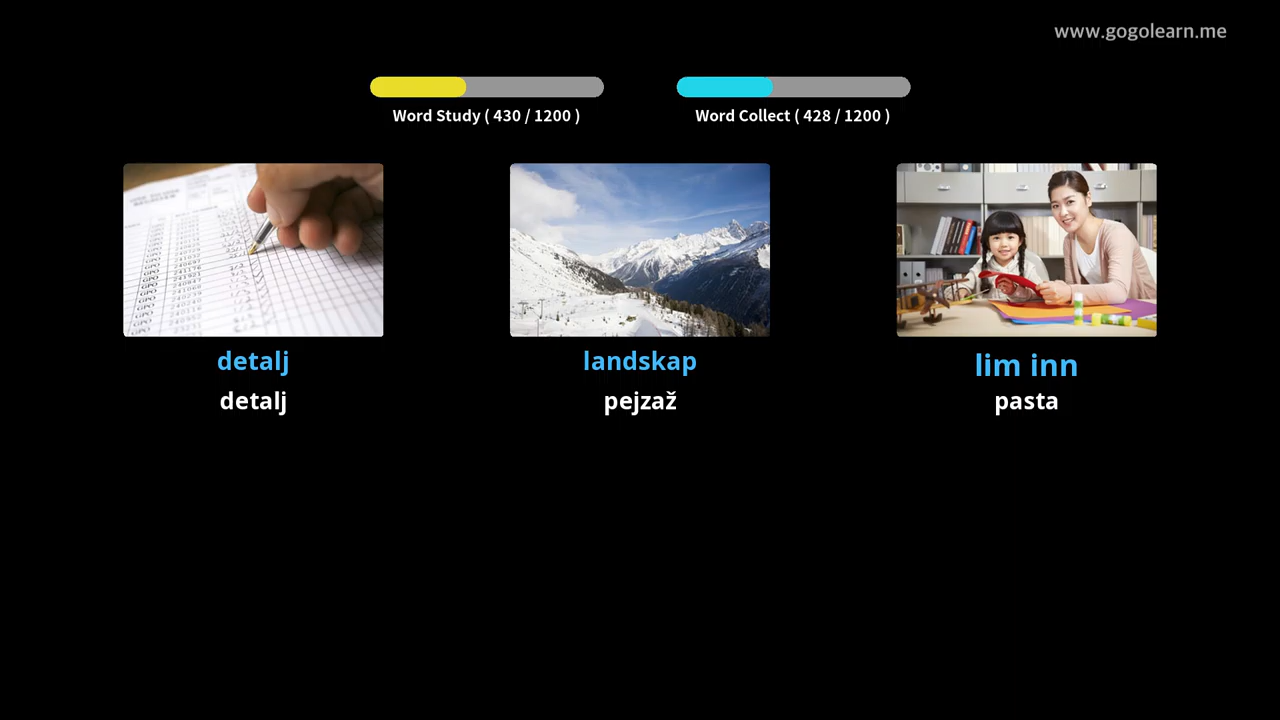 www.gogolearn.me
Word Study ( 430 / 1200 )
Word Collect ( 428 / 1200 )
detalj
landskap
lim inn
detalj
pejzaž
pasta